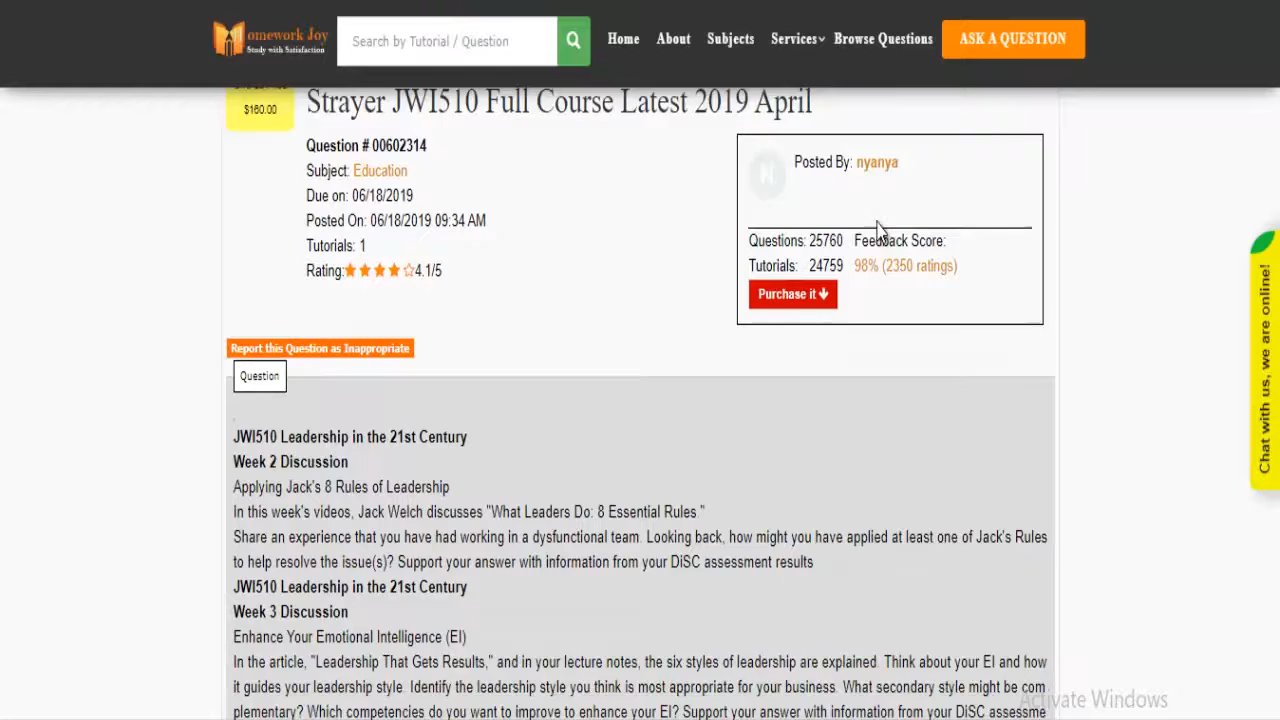 omework Joy
Study with Satisfaction
Search by Tutorial / Question
Home About Subjects Services Browse Questions
ASK A QUESTION
$160.00
Strayer JWI510 Full Course Latest 2019 April
Question # 00602314
Subject: Education
Due on: 06/18/2019
Posted On: 06/18/2019 09:34 AM
Tutorials: 1
Rating: 4.1/5
Posted By: nyanya
Questions: 25760 Feedback Score:
Tutorials: 24759 98% (2350 ratings)
Purchase it
Chat with us, we are online!
Report this Question as Inappropriate
Question
JWI510 Leadership in the 21st Century
Week 2 Discussion
Applying Jack's 8 Rules of Leadership
In this week's videos, Jack Welch discusses "What Leaders Do: 8 Essential Rules."
Share an experience that you have had working in a dysfunctional team. Looking back, how might you have applied at least one of Jack's Rules
to help resolve the issue(s)? Support your answer with information from your DiSC assessment results
JWI510 Leadership in the 21st Century
Week 3 Discussion
Enhance Your Emotional Intelligence (EI)
In the article, "Leadership That Gets Results," and in your lecture notes, the six styles of leadership are explained. Think about your EI and how
it guides your leadership style. Identify the leadership style you think is most appropriate for your business. What secondary style might be com
plementary? Which competencies do you want to improve to enhance your EI? Support your answer with information from your DiSC assessme
Activate Windows